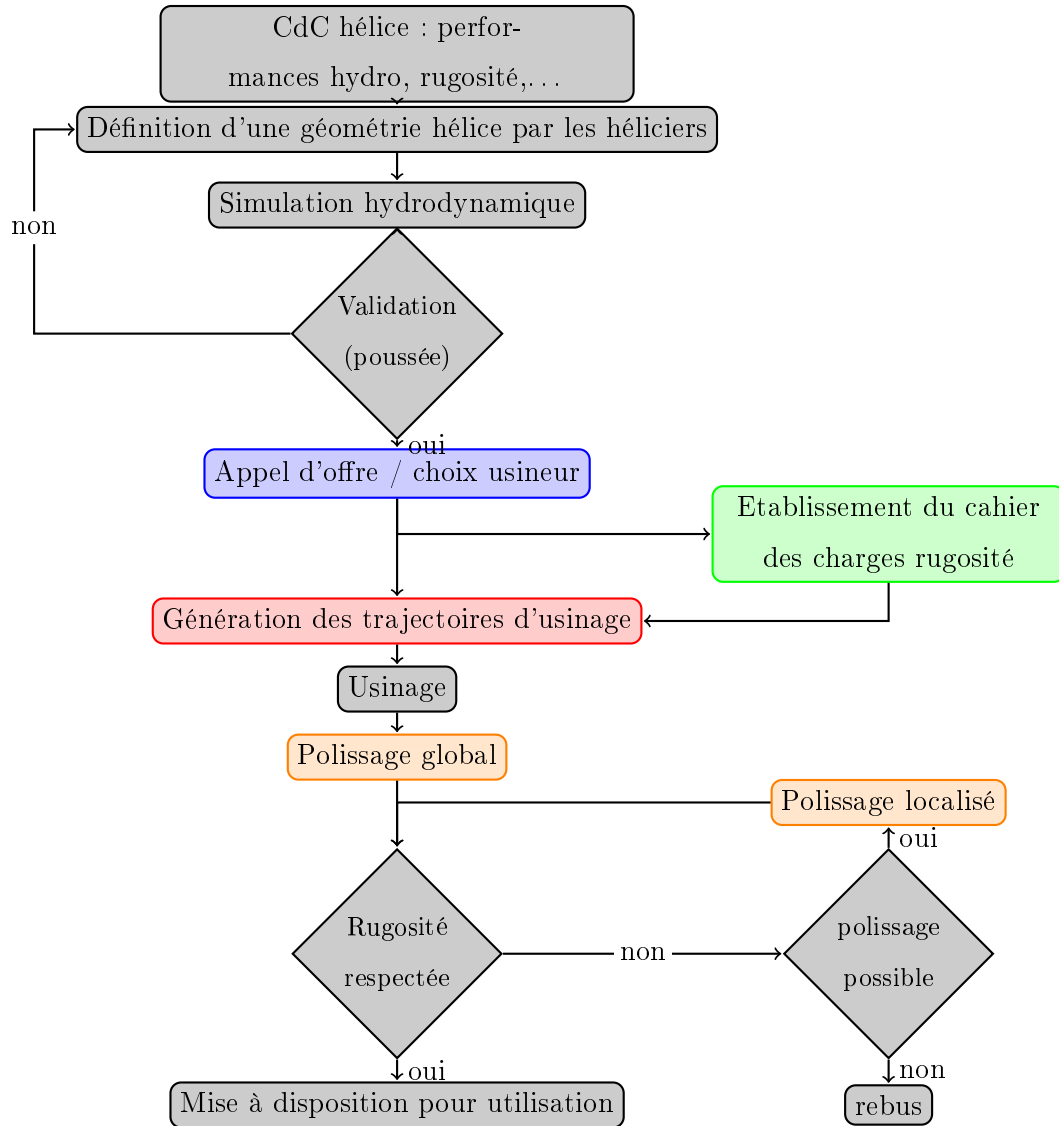 CdC hélice : perfor-
mances hydro, rugosité,...
Définition d'une géométrie hélice par les héliciers
Simulation hydrodynamique
non
Validation
(poussée)
oui
Appel d'offre / choix usineur
Etablissement du cahier
des charges rugosité
Génération des trajectoires d'usinage
Usinage
Polissage global
Polissage localisé
oui
Rugosité
respectée
non
polissage
possible
oui
non
Mise à disposition pour utilisation
rebus